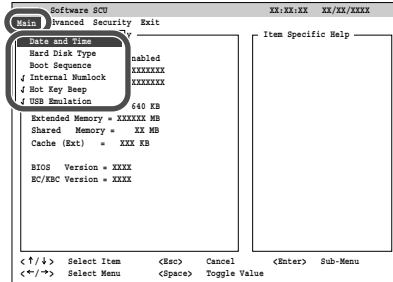 Software SCU XX:XX:XX XX/XX/XXXX
Main dvanced Security Exit
y Item Specific Help
Date and Time
Hard Disk Type nabled
Boot Sequence XXXXXXX
√ Internal Numlock XXXXXXX
√ Hot Key Beep
√ USB Emulation 640 KB
Extended Memory = XXXXXX MB
Shared Memory = XX MB
Cache (Ext) = XXX KB
BIOS Version = XXXX
EC/KBC Version = XXXX
<↑/↓> Select Item <Esc> Cancel <Enter> Sub-Menu
<←/→> Select Menu <Space> Toggle Value